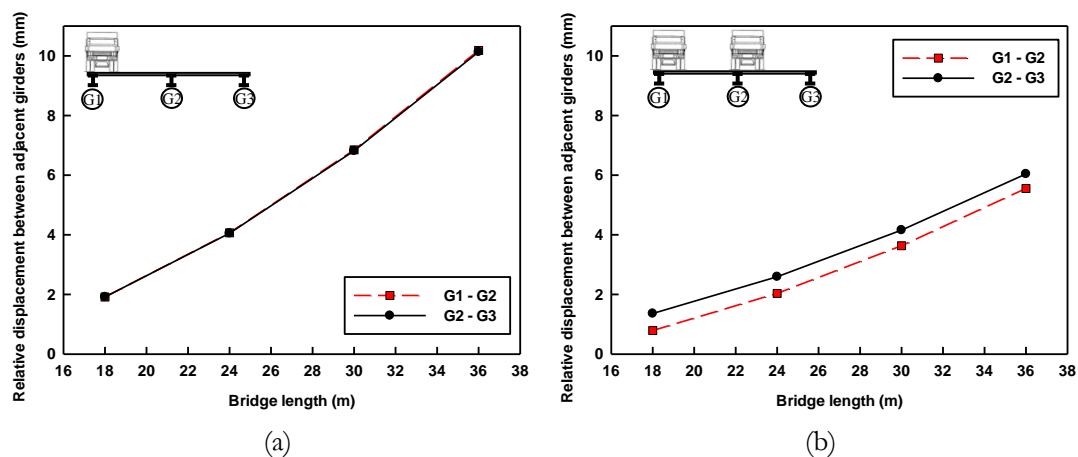 Relative displacement between adjacent girders (mm)
10
8
6
4
2
0
G1 G2 G3
G1 - G2
G2 - G3
16 18 20 22 24 26 28 30 32 34 36 38
Bridge length (m)
(a)
Relative displacement between adjacent girders (mm)
10
8
6
4
2
0
G1 G2 G3
G1 - G2
G2 - G3
16 18 20 22 24 26 28 30 32 34 36 38
Bridge length (m)
(b)